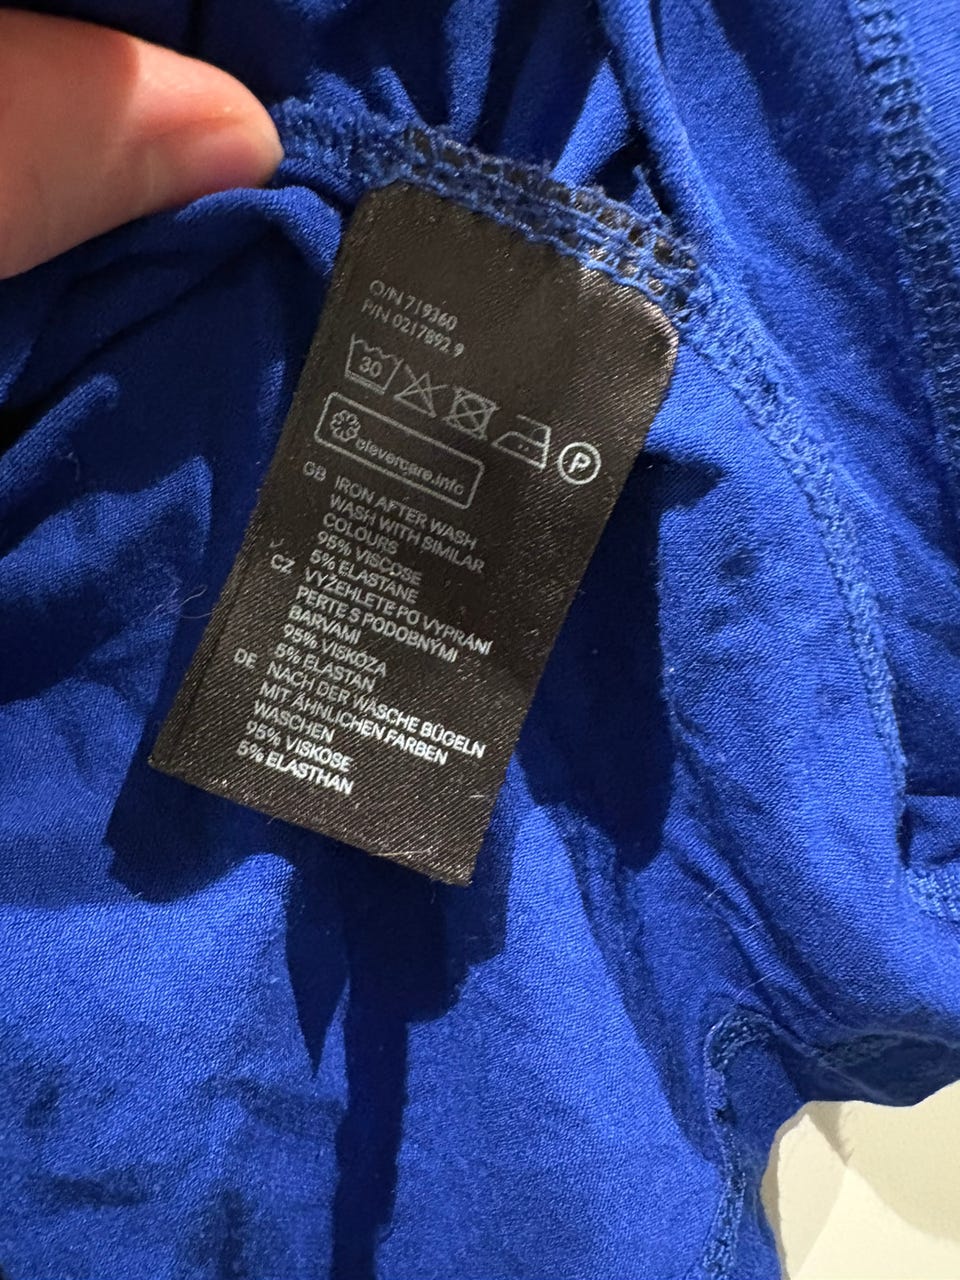 O/N 719360
P/N 0217892 9
30 P
clevercare.info
GB IRON AFTER WASH
WASH WITH SIMILAR
COLOURS
95% VISCOSE
5% ELASTANE
CZ VYŽEHLETE PO VYPRÁNÍ
PERTE S PODOBNÝMI
BARVAMI
95% VISKÓZA
5% ELASTAN
DE NACH DER WÄSCHE BÜGELN
MIT ÄHNLICHEN FARBEN
WASCHEN
95% VISKOSE
5% ELASTHAN